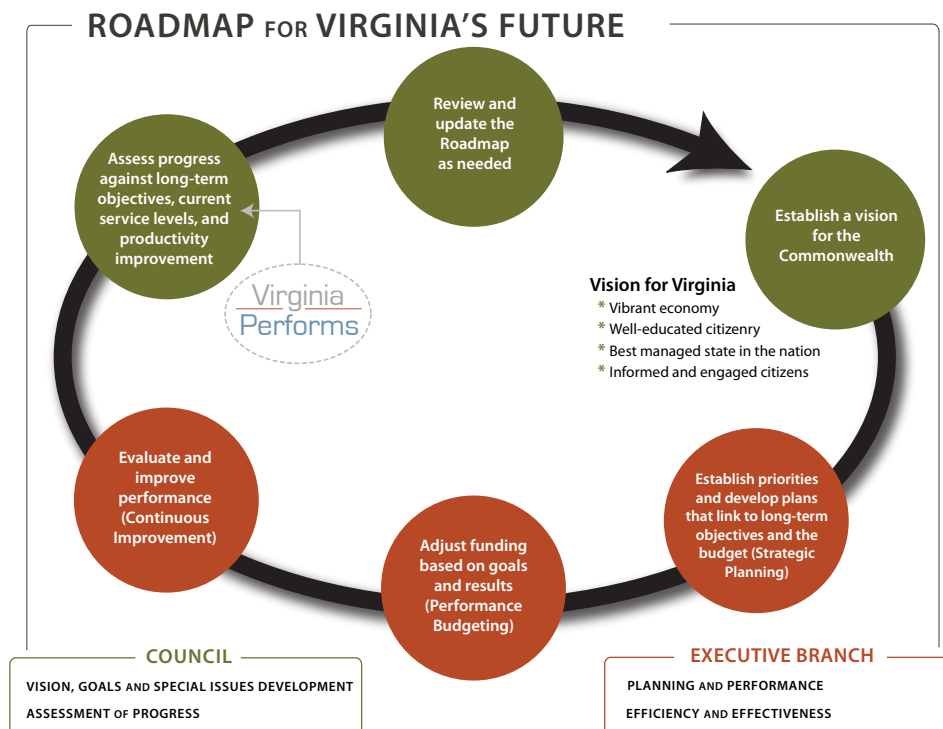 ROADMAP FOR VIRGINIA'S FUTURE
Review and
update the
Roadmap
as needed
Assess progress
against long-term
objectives, current
service levels, and
productivity
improvement
Establish a vision
for the
Commonwealth
Virginia
Performs
Vision for Virginia
* Vibrant economy
* Well-educated citizenry
* Best managed state in the nation
* Informed and engaged citizens
Evaluate and
improve
performance
(Continuous
Improvement)
Adjust funding
based on goals
and results
(Performance
Budgeting)
Establish priorities
and develop plans
that link to long-term
objectives and the
budget (Strategic
Planning)
COUNCIL
VISION, GOALS AND SPECIAL ISSUES DEVELOPMENT
ASSESSMENT OF PROGRESS
EXECUTIVE BRANCH
PLANNING AND PERFORMANCE
EFFICIENCY AND EFFECTIVENESS